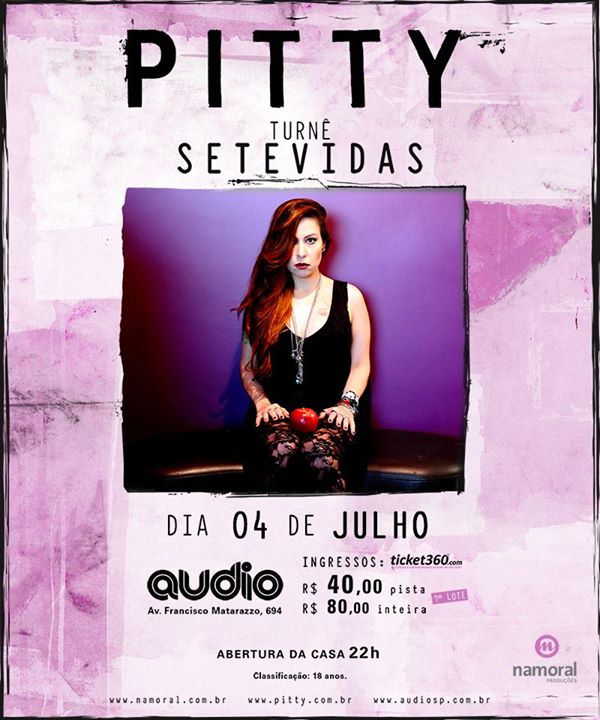 PITTY
TURNÊ
SETEVIDAS
DIA 04 DE JULHO
audio
Av. Francisco Matarazzo, 694
INGRESSOS: ticket360.com
R$ 40,00 pista
R$ 80,00 inteira
1º LOTE
ABERTURA DA CASA 22h
Classificação: 18 anos.
namoral
PRODUÇÕES
www.namoral.com.br www.pitty.com.br www.audiosp.com.br